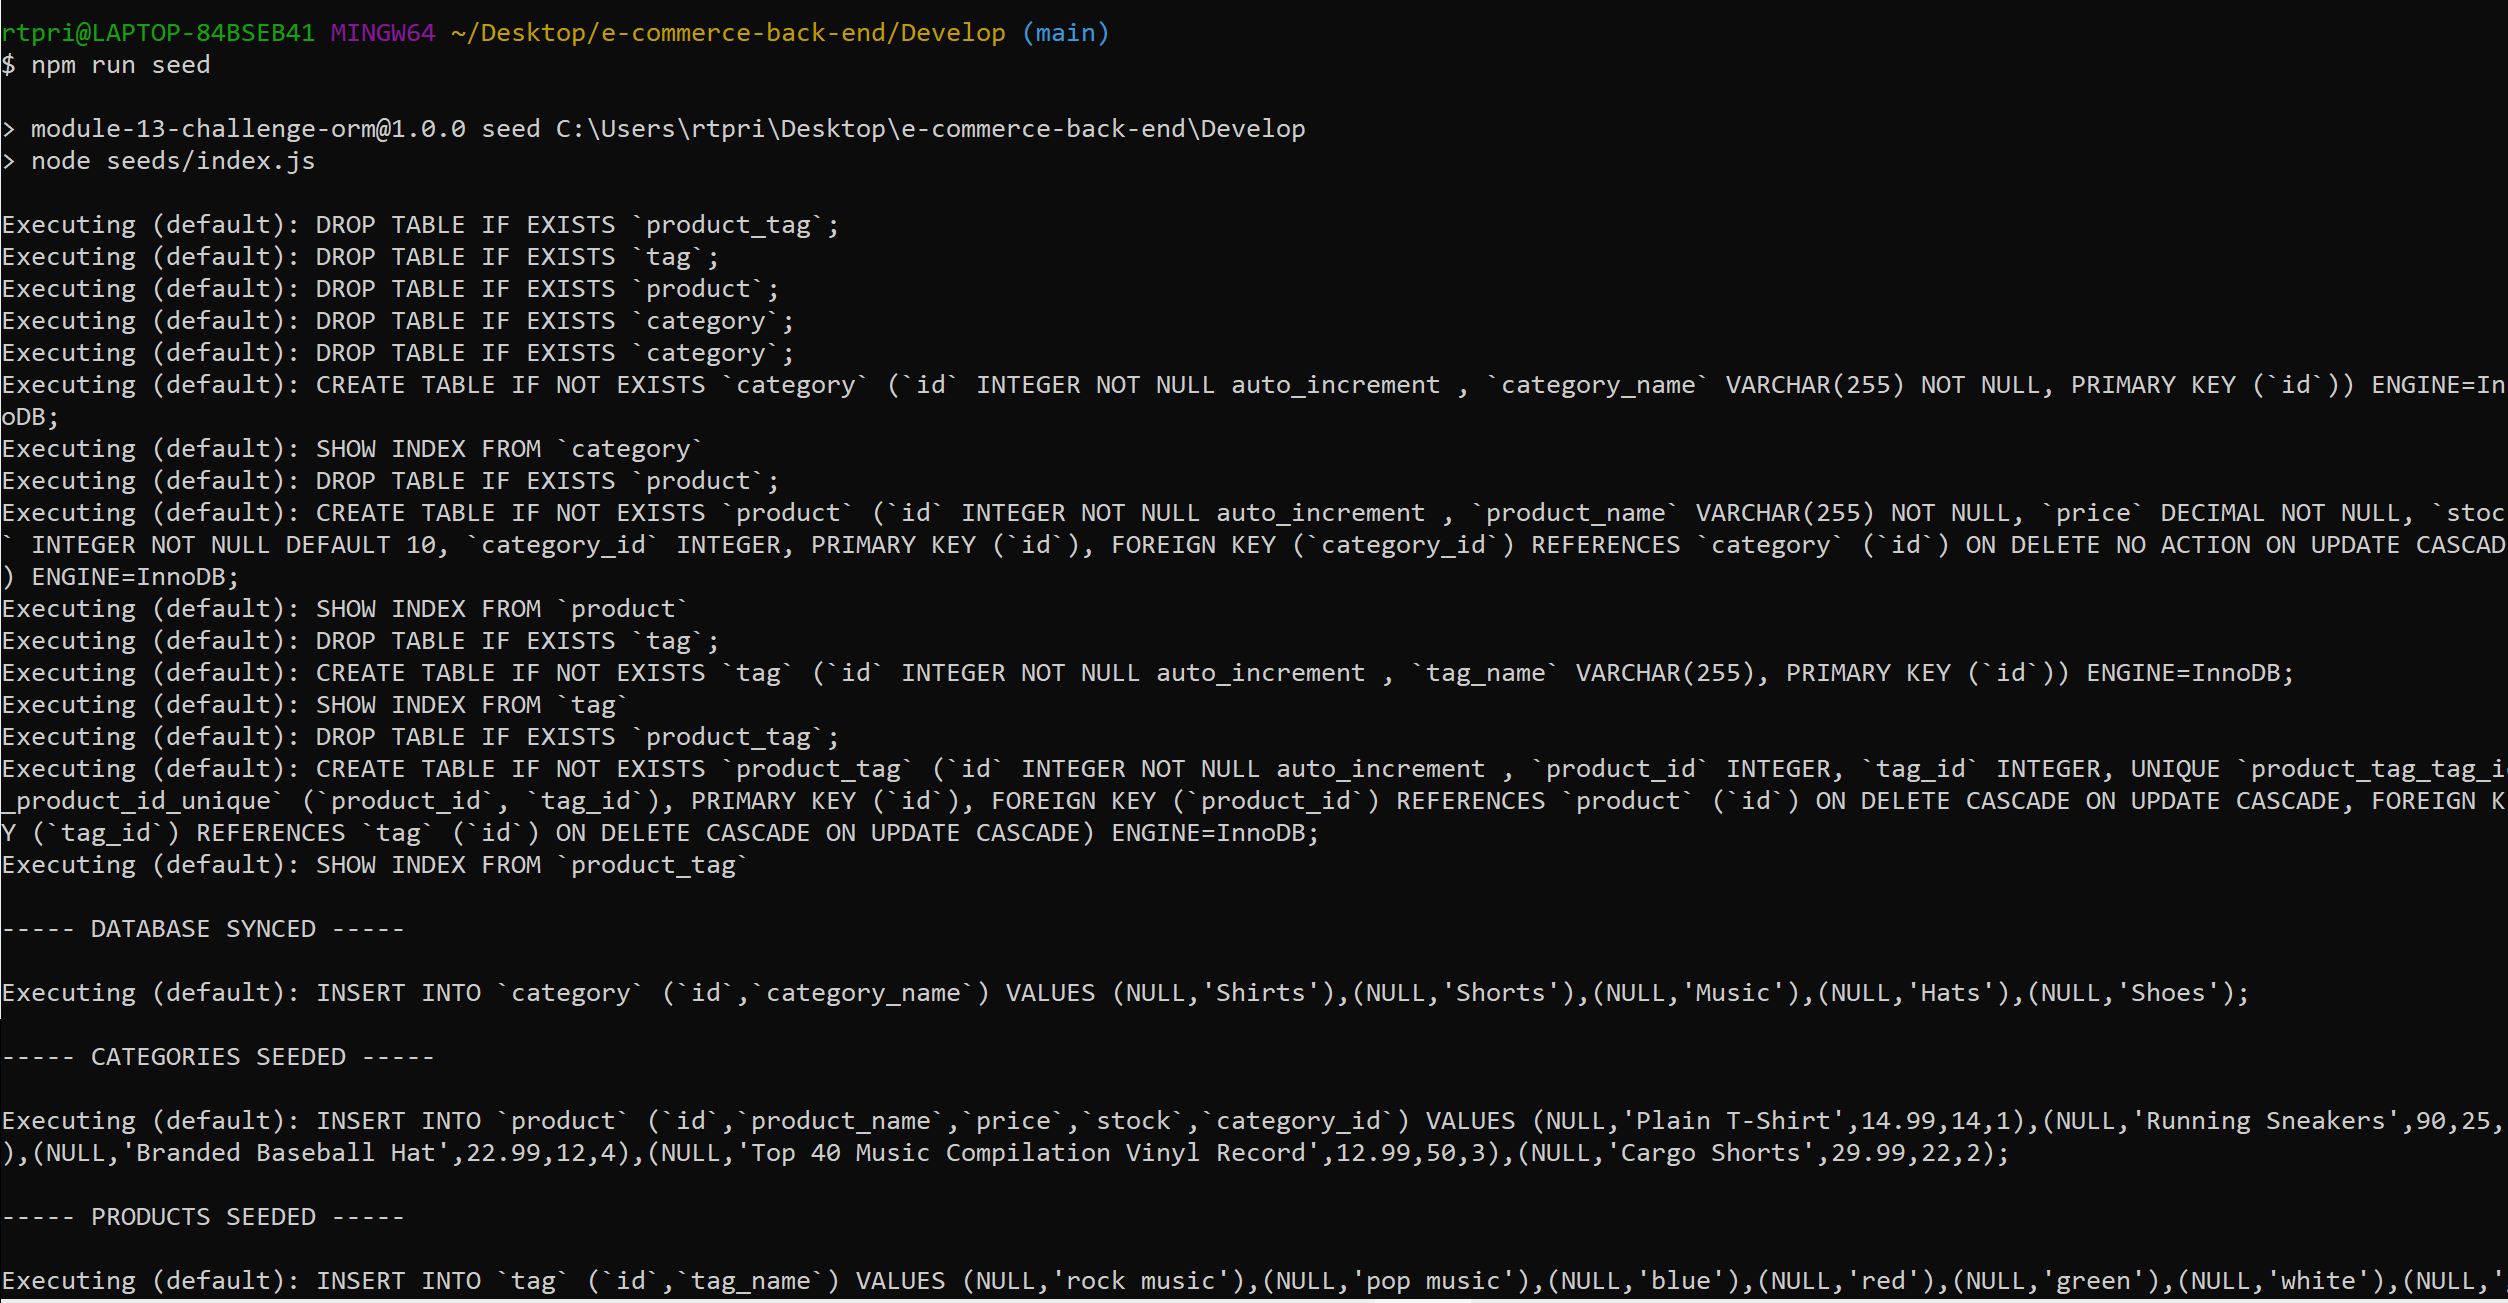 rtpri@LAPTOP-84BSEB41 MINGW64 ~/Desktop/e-commerce-back-end/Develop (main)
$ npm run seed
> module-13-challenge-orm@1.0.0 seed C:\Users\rtpri\Desktop\e-commerce-back-end\Develop
> node seeds/index.js
Executing (default): DROP TABLE IF EXISTS `product_tag`;
Executing (default): DROP TABLE IF EXISTS `tag`;
Executing (default): DROP TABLE IF EXISTS `product`;
Executing (default): DROP TABLE IF EXISTS `category`;
Executing (default): DROP TABLE IF EXISTS `category`;
Executing (default): CREATE TABLE IF NOT EXISTS `category` (`id` INTEGER NOT NULL auto_increment , `category_name` VARCHAR(255) NOT NULL, PRIMARY KEY (`id`)) ENGINE=In
oDB;
Executing (default): SHOW INDEX FROM `category`
Executing (default): DROP TABLE IF EXISTS `product`;
Executing (default): CREATE TABLE IF NOT EXISTS `product` (`id` INTEGER NOT NULL auto_increment , `product_name` VARCHAR(255) NOT NULL, `price` DECIMAL NOT NULL, `stoc
` INTEGER NOT NULL DEFAULT 10, `category_id` INTEGER, PRIMARY KEY (`id`), FOREIGN KEY (`category_id`) REFERENCES `category` (`id`) ON DELETE NO ACTION ON UPDATE CASCAD
) ENGINE=InnoDB;
Executing (default): SHOW INDEX FROM `product`
Executing (default): DROP TABLE IF EXISTS `tag`;
Executing (default): CREATE TABLE IF NOT EXISTS `tag` (`id` INTEGER NOT NULL auto_increment , `tag_name` VARCHAR(255), PRIMARY KEY (`id`)) ENGINE=InnoDB;
Executing (default): SHOW INDEX FROM `tag`
Executing (default): DROP TABLE IF EXISTS `product_tag`;
Executing (default): CREATE TABLE IF NOT EXISTS `product_tag` (`id` INTEGER NOT NULL auto_increment , `product_id` INTEGER, `tag_id` INTEGER, UNIQUE `product_tag_tag_i
_product_id_unique` (`product_id`, `tag_id`), PRIMARY KEY (`id`), FOREIGN KEY (`product_id`) REFERENCES `product` (`id`) ON DELETE CASCADE ON UPDATE CASCADE, FOREIGN K
Y (`tag_id`) REFERENCES `tag` (`id`) ON DELETE CASCADE ON UPDATE CASCADE) ENGINE=InnoDB;
Executing (default): SHOW INDEX FROM `product_tag`
----- DATABASE SYNCED -----
Executing (default): INSERT INTO `category` (`id`,`category_name`) VALUES (NULL,'Shirts'),(NULL,'Shorts'),(NULL,'Music'),(NULL,'Hats'),(NULL,'Shoes');
----- CATEGORIES SEEDED -----
Executing (default): INSERT INTO `product` (`id`,`product_name`,`price`,`stock`,`category_id`) VALUES (NULL,'Plain T-Shirt',14.99,14,1),(NULL,'Running Sneakers',90,25,
),(NULL,'Branded Baseball Hat',22.99,12,4),(NULL,'Top 40 Music Compilation Vinyl Record',12.99,50,3),(NULL,'Cargo Shorts',29.99,22,2);
----- PRODUCTS SEEDED -----
Executing (default): INSERT INTO `tag` (`id`,`tag_name`) VALUES (NULL,'rock music'),(NULL,'pop music'),(NULL,'blue'),(NULL,'red'),(NULL,'green'),(NULL,'white'),(NULL,'